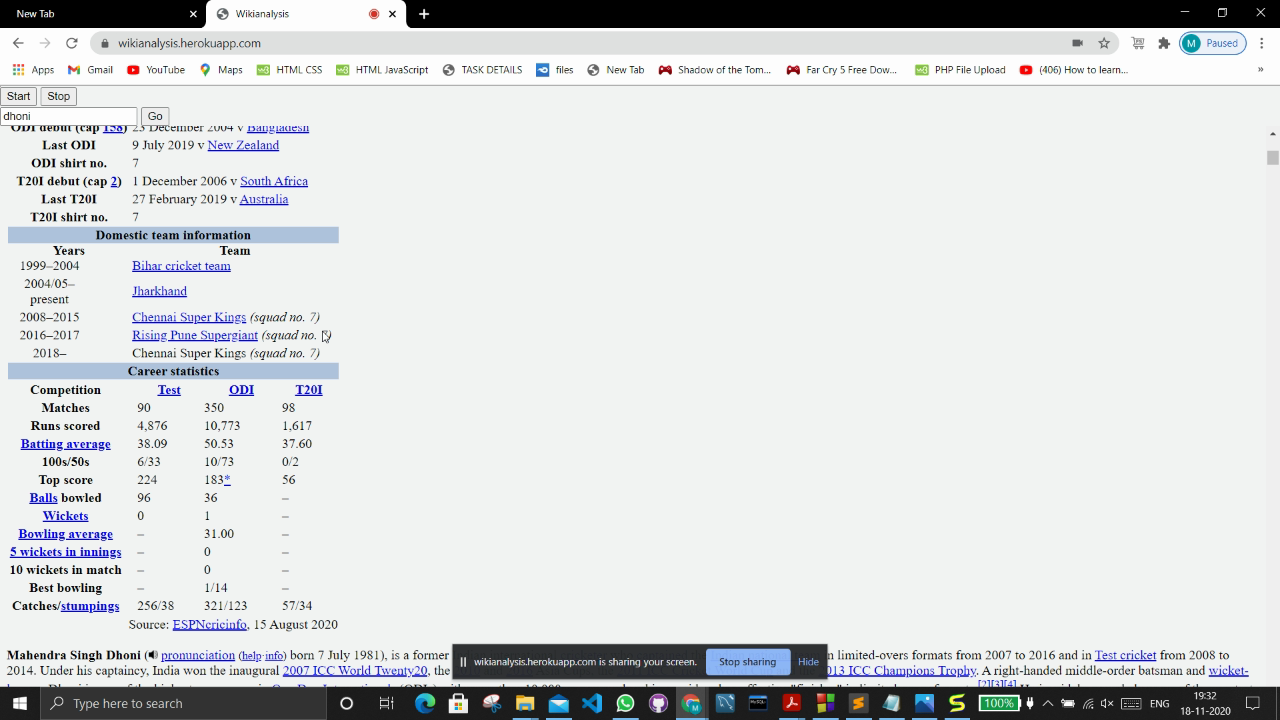 New Tab
Wikianalysis
wikianalysis.herokuapp.com
M Paused
Apps Gmail YouTube Maps HTML CSS HTML JavaScript TASK-DETAILS files New Tab Shadow of the Tom... Far Cry 5 Free Dow... PHP File Upload (406) How to learn... »
Start Stop
dhoni Go
ODI debut (cap 158) 23 December 2004 v Bangladesh
Last ODI 9 July 2019 v New Zealand
ODI shirt no. 7
T20I debut (cap 2) 1 December 2006 v South Africa
Last T20I 27 February 2019 v Australia
T20I shirt no. 7
Domestic team information
Years Team
1999–2004 Bihar cricket team
2004/05–
present Jharkhand
2008–2015 Chennai Super Kings (squad no. 7)
2016–2017 Rising Pune Supergiant (squad no.
2018– Chennai Super Kings (squad no. 7)
Career statistics
Competition Test ODI T20I
Matches 90 350 98
Runs scored 4,876 10,773 1,617
Batting average 38.09 50.53 37.60
100s/50s 6/33 10/73 0/2
Top score 224 183* 56
Balls bowled 96 36 –
Wickets 0 1 –
Bowling average – 31.00 –
5 wickets in innings – 0 –
10 wickets in match – 0 –
Best bowling – 1/14 –
Catches/stumpings 256/38 321/123 57/34
Source: ESPNcricinfo, 15 August 2020
Mahendra Singh Dhoni (pronunciation (help·info) born 7 July 1981), is a former n limited-overs formats from 2007 to 2016 and in Test cricket from 2008 to
2014. Under his captaincy, India won the inaugural 2007 ICC World Twenty20, the 013 ICC Champions Trophy. A right-handed middle-order batsman and wicket-
wikianalysis.herokuapp.com is sharing your screen. Stop sharing Hide
Type here to search
100% ENG
19:32
18-11-2020